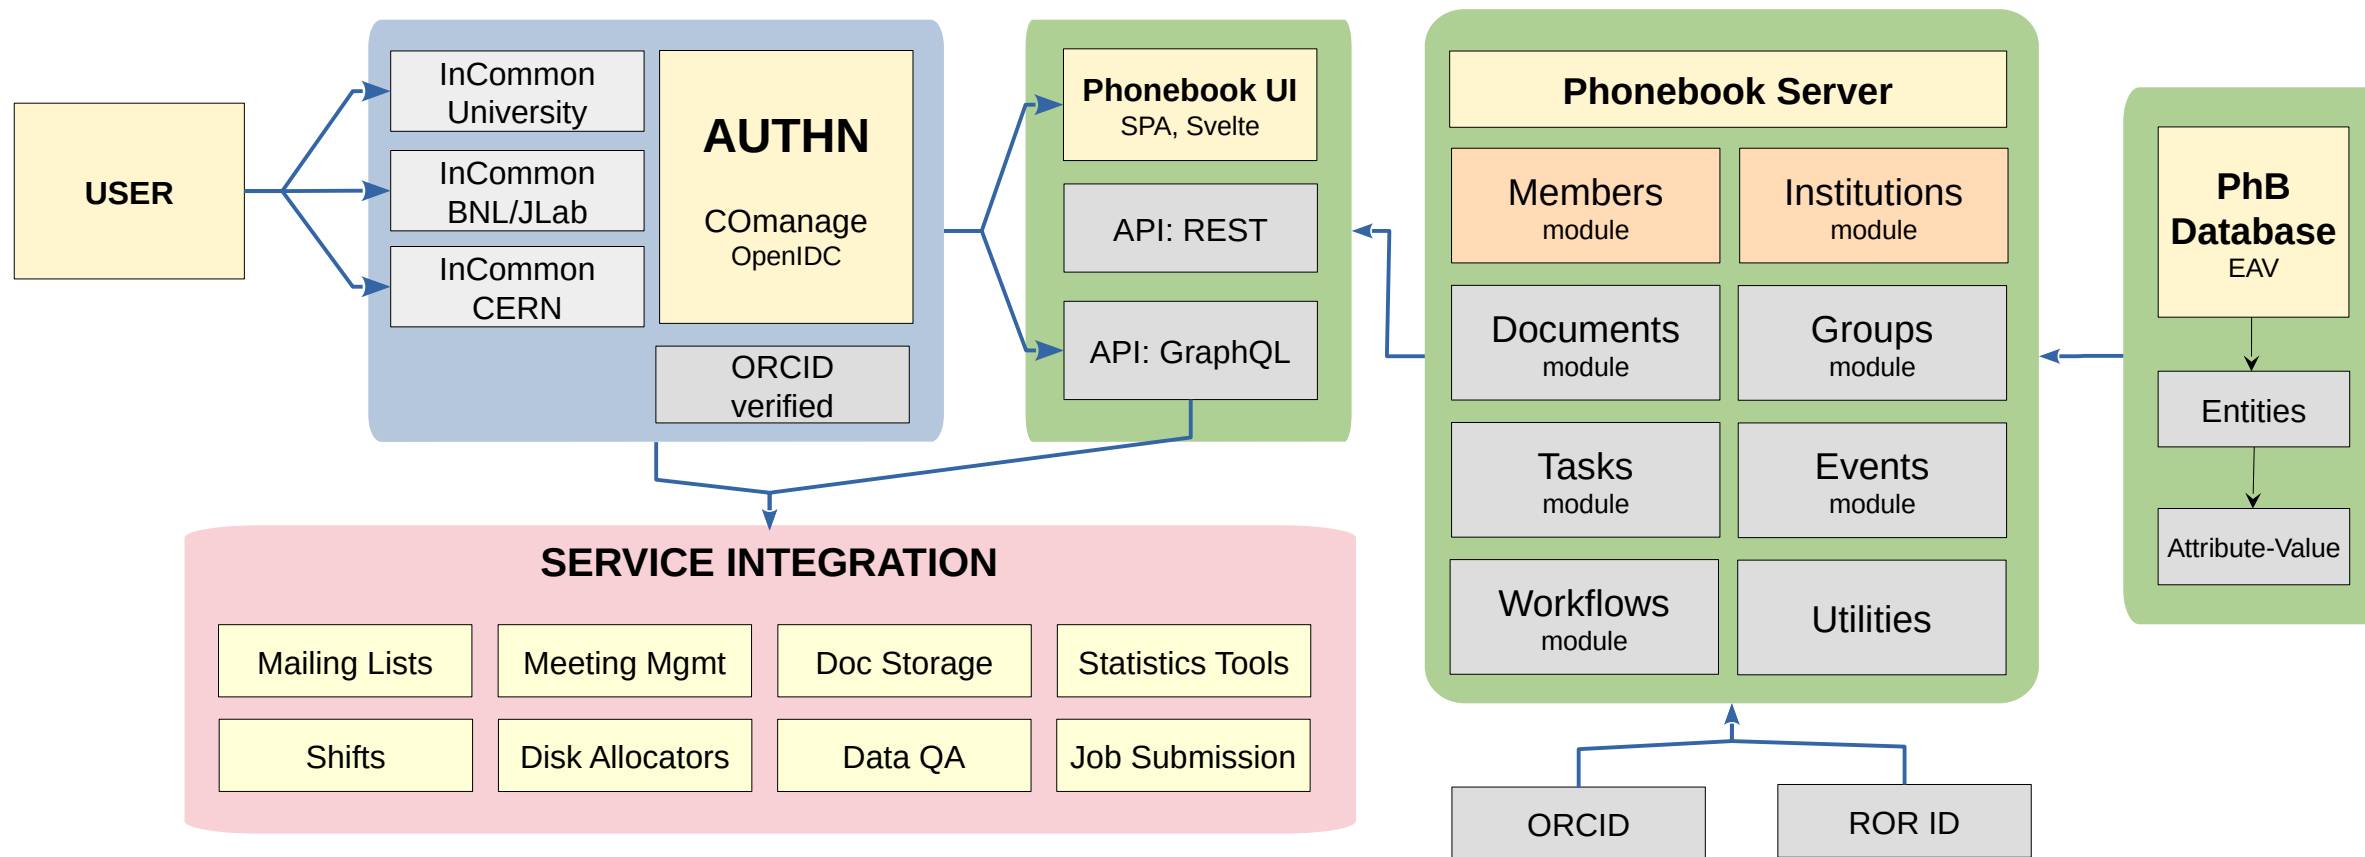 USER
InCommon
University
InCommon
BNL/JLab
InCommon
CERN
AUTHN
COmanage
OpenIDC
ORCID
verified
Phonebook UI
SPA, Svelte
API: REST
API: GraphQL
Phonebook Server
Members
module
Institutions
module
Documents
module
Groups
module
Tasks
module
Events
module
Workflows
module
Utilities
PhB
Database
EAV
Entities
Attribute-Value
SERVICE INTEGRATION
Mailing Lists
Meeting Mgmt
Doc Storage
Statistics Tools
Shifts
Disk Allocators
Data QA
Job Submission
ORCID
ROR ID